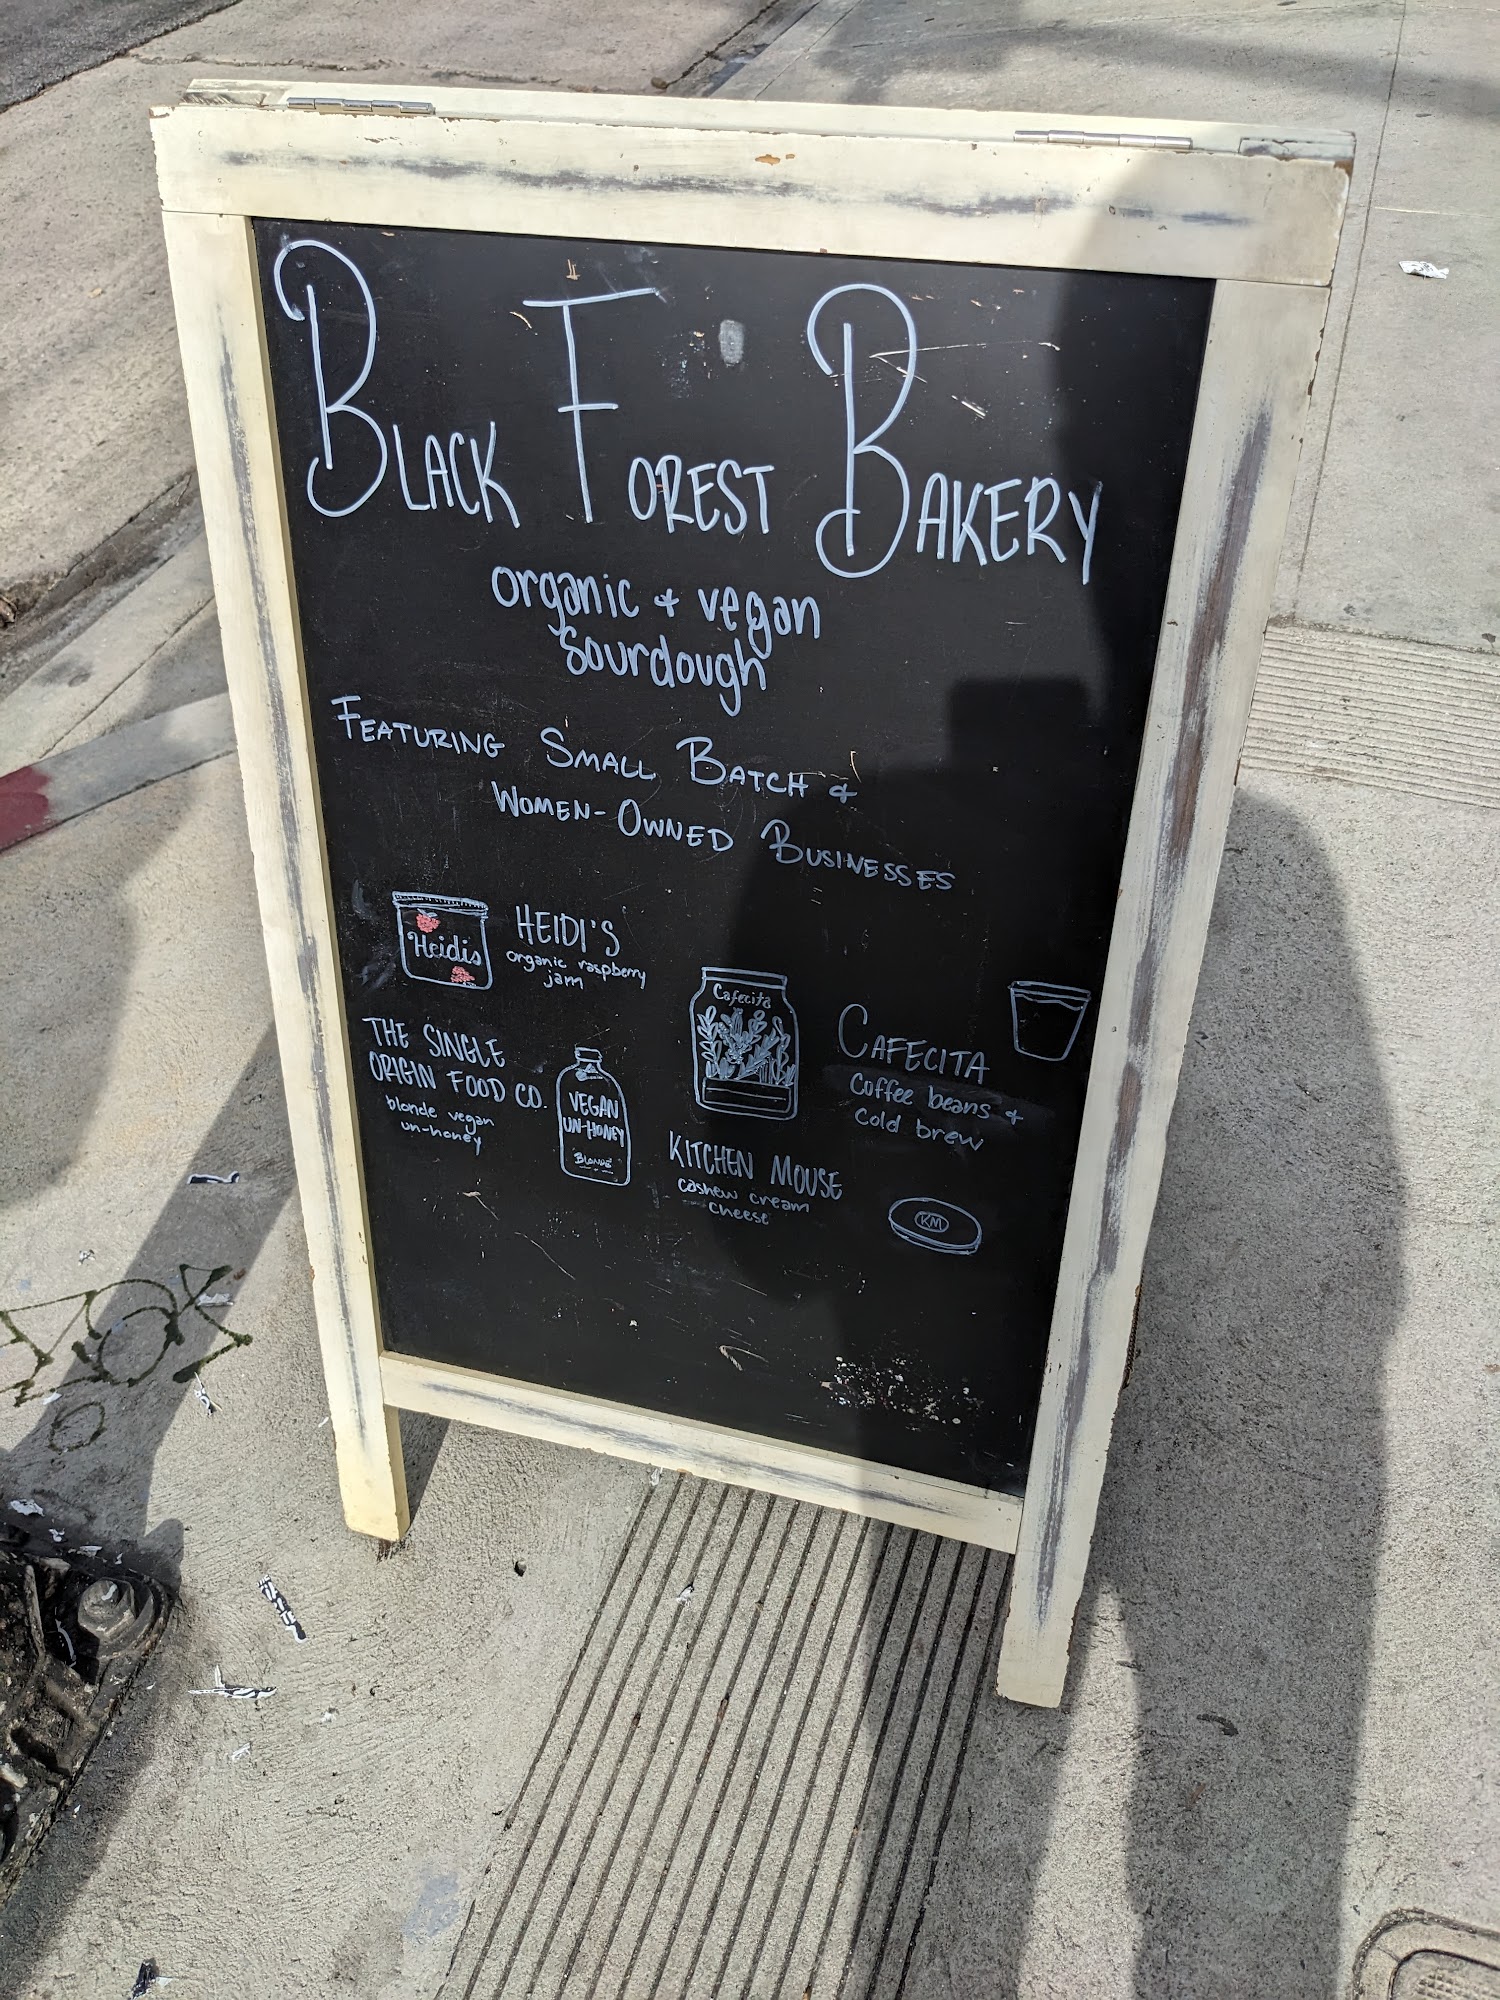 BLACK FOREST BAKERY
organic + vegan
sourdough
FEATURING SMALL BATCH +
WOMEN-OWNED BUSINESSES
Heidis
HEIDI'S
organic raspberry
jam
THE SINGLE
ORIGIN FOOD CO.
blonde vegan
un-honey
VEGAN
UN-HONEY
BLONDE
Cafecita
CAFECITA
coffee beans +
cold brew
KITCHEN MOUSE
cashew cream
cheese
KM